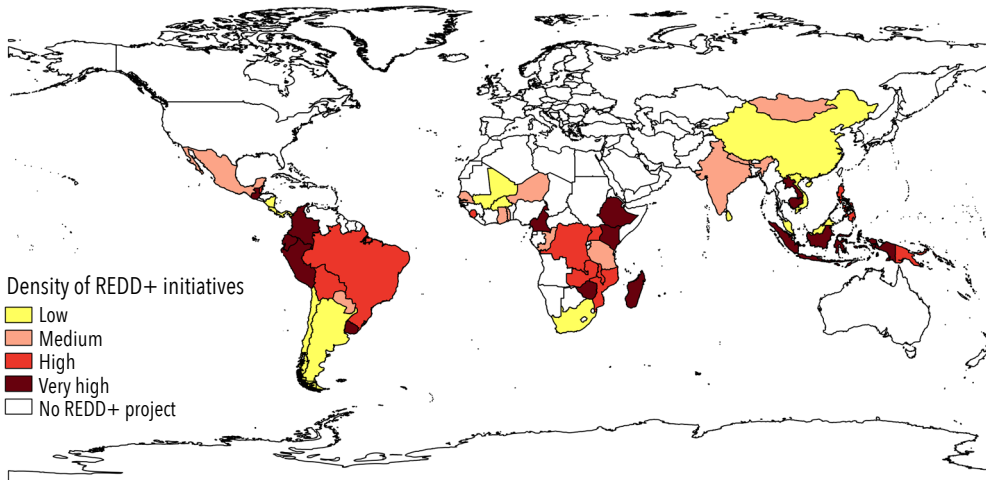 Density of REDD+ initiatives
Low
Medium
High
Very high
No REDD+ project